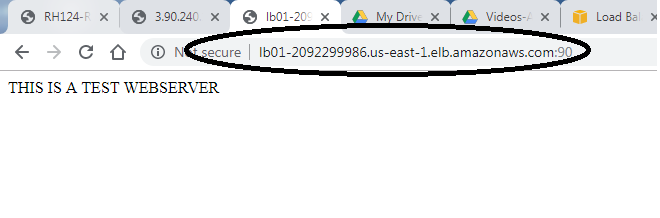 RH124-R
3.90.240.
lb01-209
My Drive
Videos-A
Load Bal
Not secure | lb01-2092299986.us-east-1.elb.amazonaws.com:90
THIS IS A TEST WEBSERVER